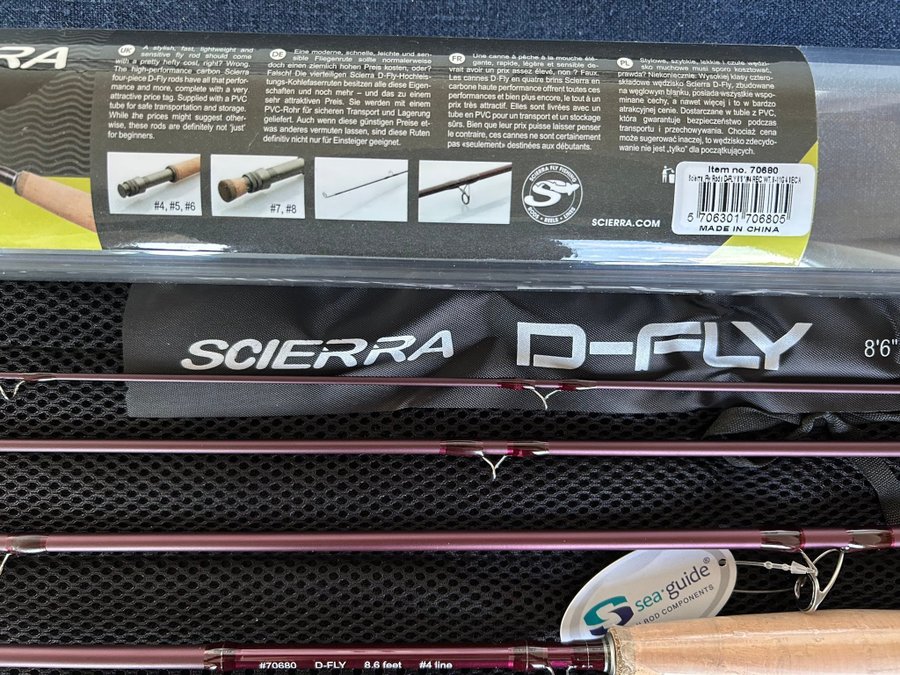 RRA
UK
A stylish, fast, lightweight and
sensitive fly rod should come
with a pretty hefty cost, right? Wrong.
The high-performance carbon Scierra
four-piece D-Fly rods have all that perfor-
mance and more, complete with a very
attractive price tag. Supplied with a PVC
tube for safe transportation and storage.
While the prices might suggest other-
wise, these rods are definitely not 'just'
for beginners.
DE
Eine moderne, schnelle, leichte und sen-
sible Fliegenrute sollte normalerweise
doch einen ziemlich hohen Preis kosten, oder?
Falsch! Die vierteiligen Scierra D-Fly-Hochleis-
tungs-Kohlefaserruten besitzen alle diese Eigen-
schaften und noch mehr – und das zu einem
sehr attraktiven Preis. Sie werden mit einem
PVC-Rohr für sicheren Transport und Lagerung
geliefert. Auch wenn diese günstigen Preise et-
was anderes vermuten lassen, sind diese Ruten
definitiv nicht nur für Einsteiger geeignet.
FR
Une canne à pêche à la mouche élé-
gante, rapide, légère et sensible de-
vrait avoir un prix assez élevé, non ? Faux.
Les cannes D-Fly en quatre brins Scierra en
carbone haute performance offrent toutes ces
performances et bien plus encore, le tout à un
prix très attractif. Elles sont livrées avec un
tube en PVC pour un transport et un stockage
sûrs. Bien que leur prix puisse laisser penser
le contraire, ces cannes ne sont certainement
pas «seulement» destinées aux débutants.
PL
Stylowe, szybkie, lekkie i czułe wędzi-
sko muchowe musi sporo kosztować,
prawda? Niekoniecznie. Wysokiej klasy cztero-
składowe wędzisko Scierra D-Fly, zbudowane
na węglowym blanku, posiada wszystkie wspo-
minane cechy, a nawet więcej i to w bardzo
atrakcyjnej cenie. Dostarczane w tubie z PVC,
która gwarantuje bezpieczeństwo podczas
transportu i przechowywania. Chociaż cena
może sugerować inaczej, to wędzisko zdecydo-
wanie nie jest „tylko" dla początkujących.
#4, #5, #6
#7, #8
SCIERRA FLY FISHING
RODS • REELS • LINES
SCIERRA.COM
Item no. 70680
5 706301 706805
MADE IN CHINA
SCIERRA D-FLY 8'6"
sea·guide®
ROD COMPONENTS
#70680 D-FLY 8.6 feet #4 line